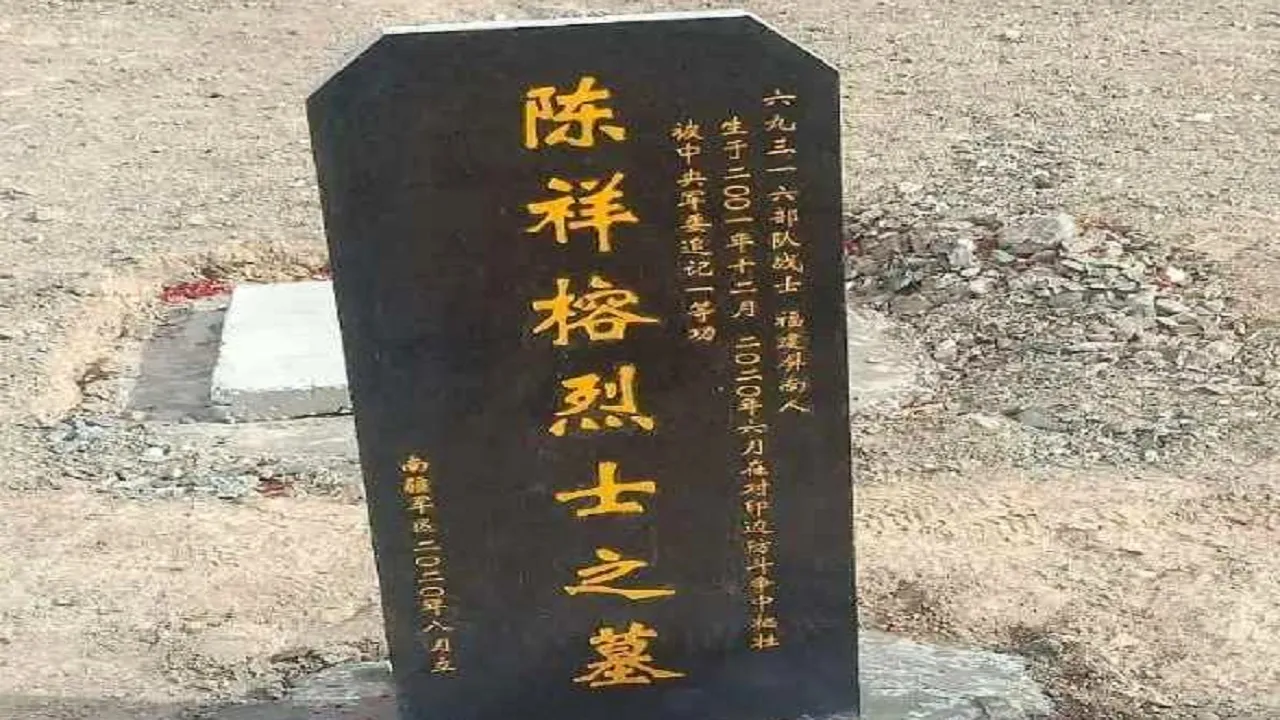 六九三一六部队战士 福建屏南人
生于二〇〇一年十二月 二〇二〇年六月在对印边防斗争中牺牲
被中央军委追记一等功
陈祥榕烈士之墓
南疆军区二〇二〇年八月立